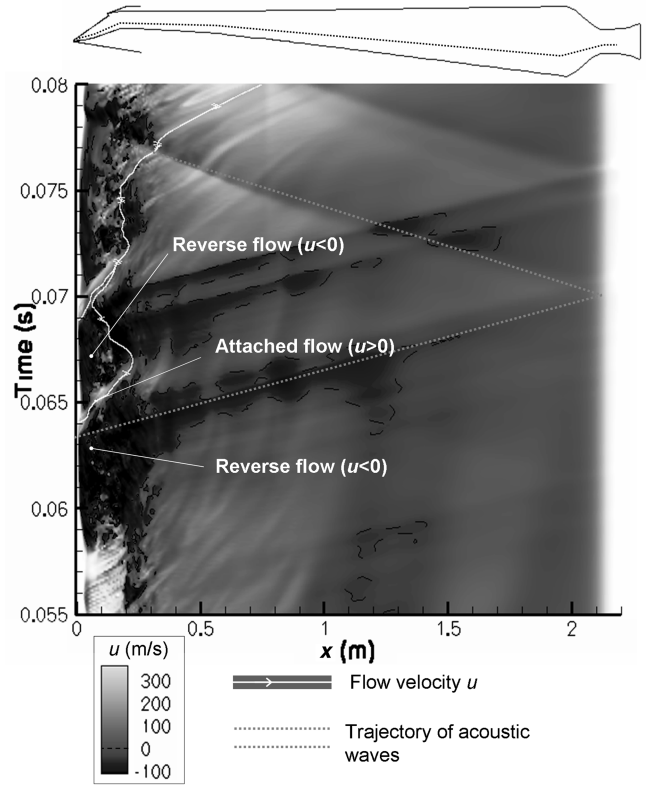 0.08
0.075
Reverse flow (u<0)
0.07
Time (s)
Attached flow (u>0)
0.065
Reverse flow (u<0)
0.06
0.055
0 0.5 1 1.5 2
x (m)
u (m/s)
300
200
100
0
-100
Flow velocity u
Trajectory of acoustic
waves